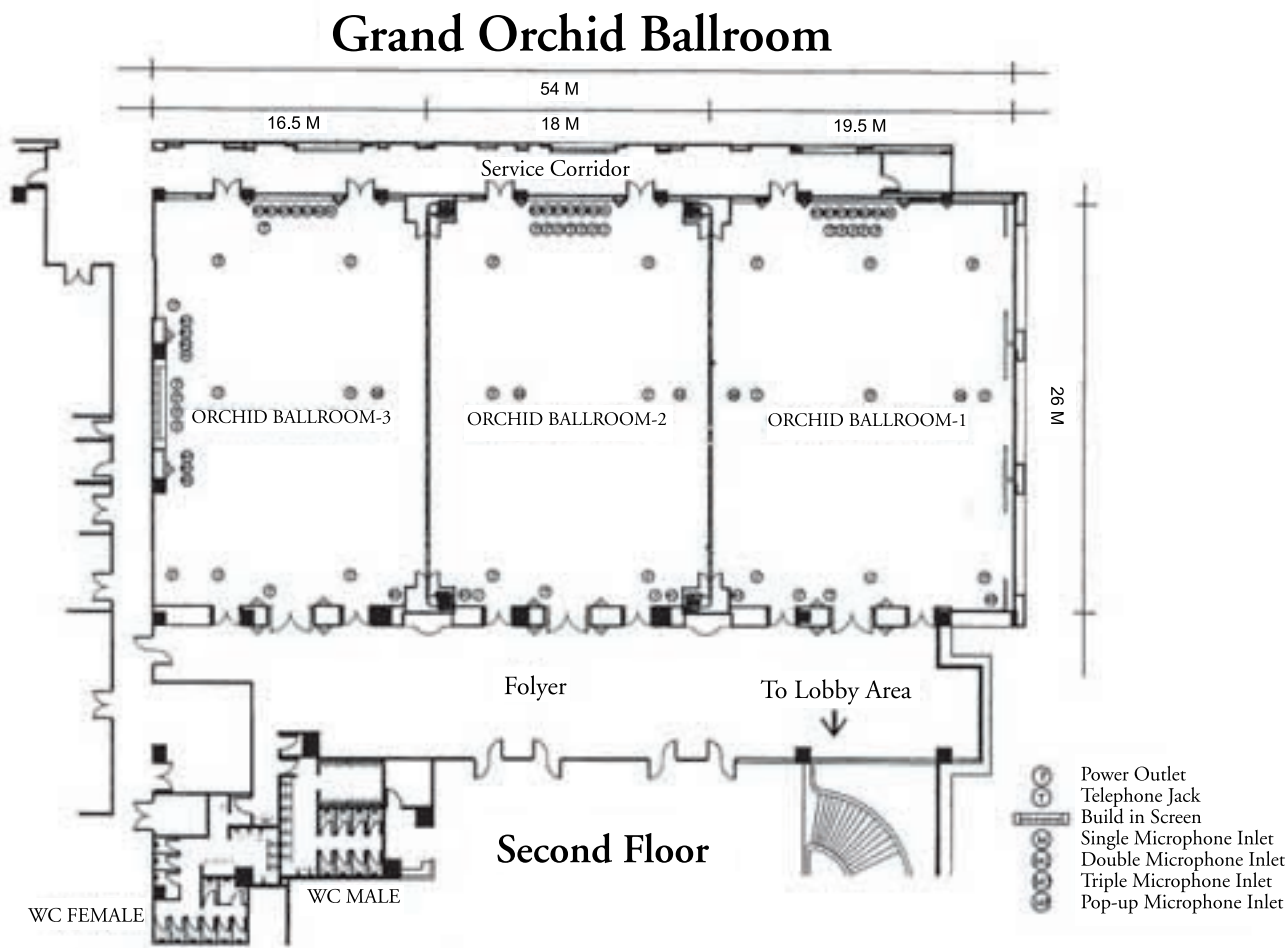 Grand Orchid Ballroom
54 M
16.5 M
18 M
19.5 M
Service Corridor
26 M
ORCHID BALLROOM-3
ORCHID BALLROOM-2
ORCHID BALLROOM-1
Folyer
To Lobby Area
Second Floor
WC MALE
WC FEMALE
Power Outlet
Telephone Jack
Build in Screen
Single Microphone Inlet
Double Microphone Inlet
Triple Microphone Inlet
Pop-up Microphone Inlet